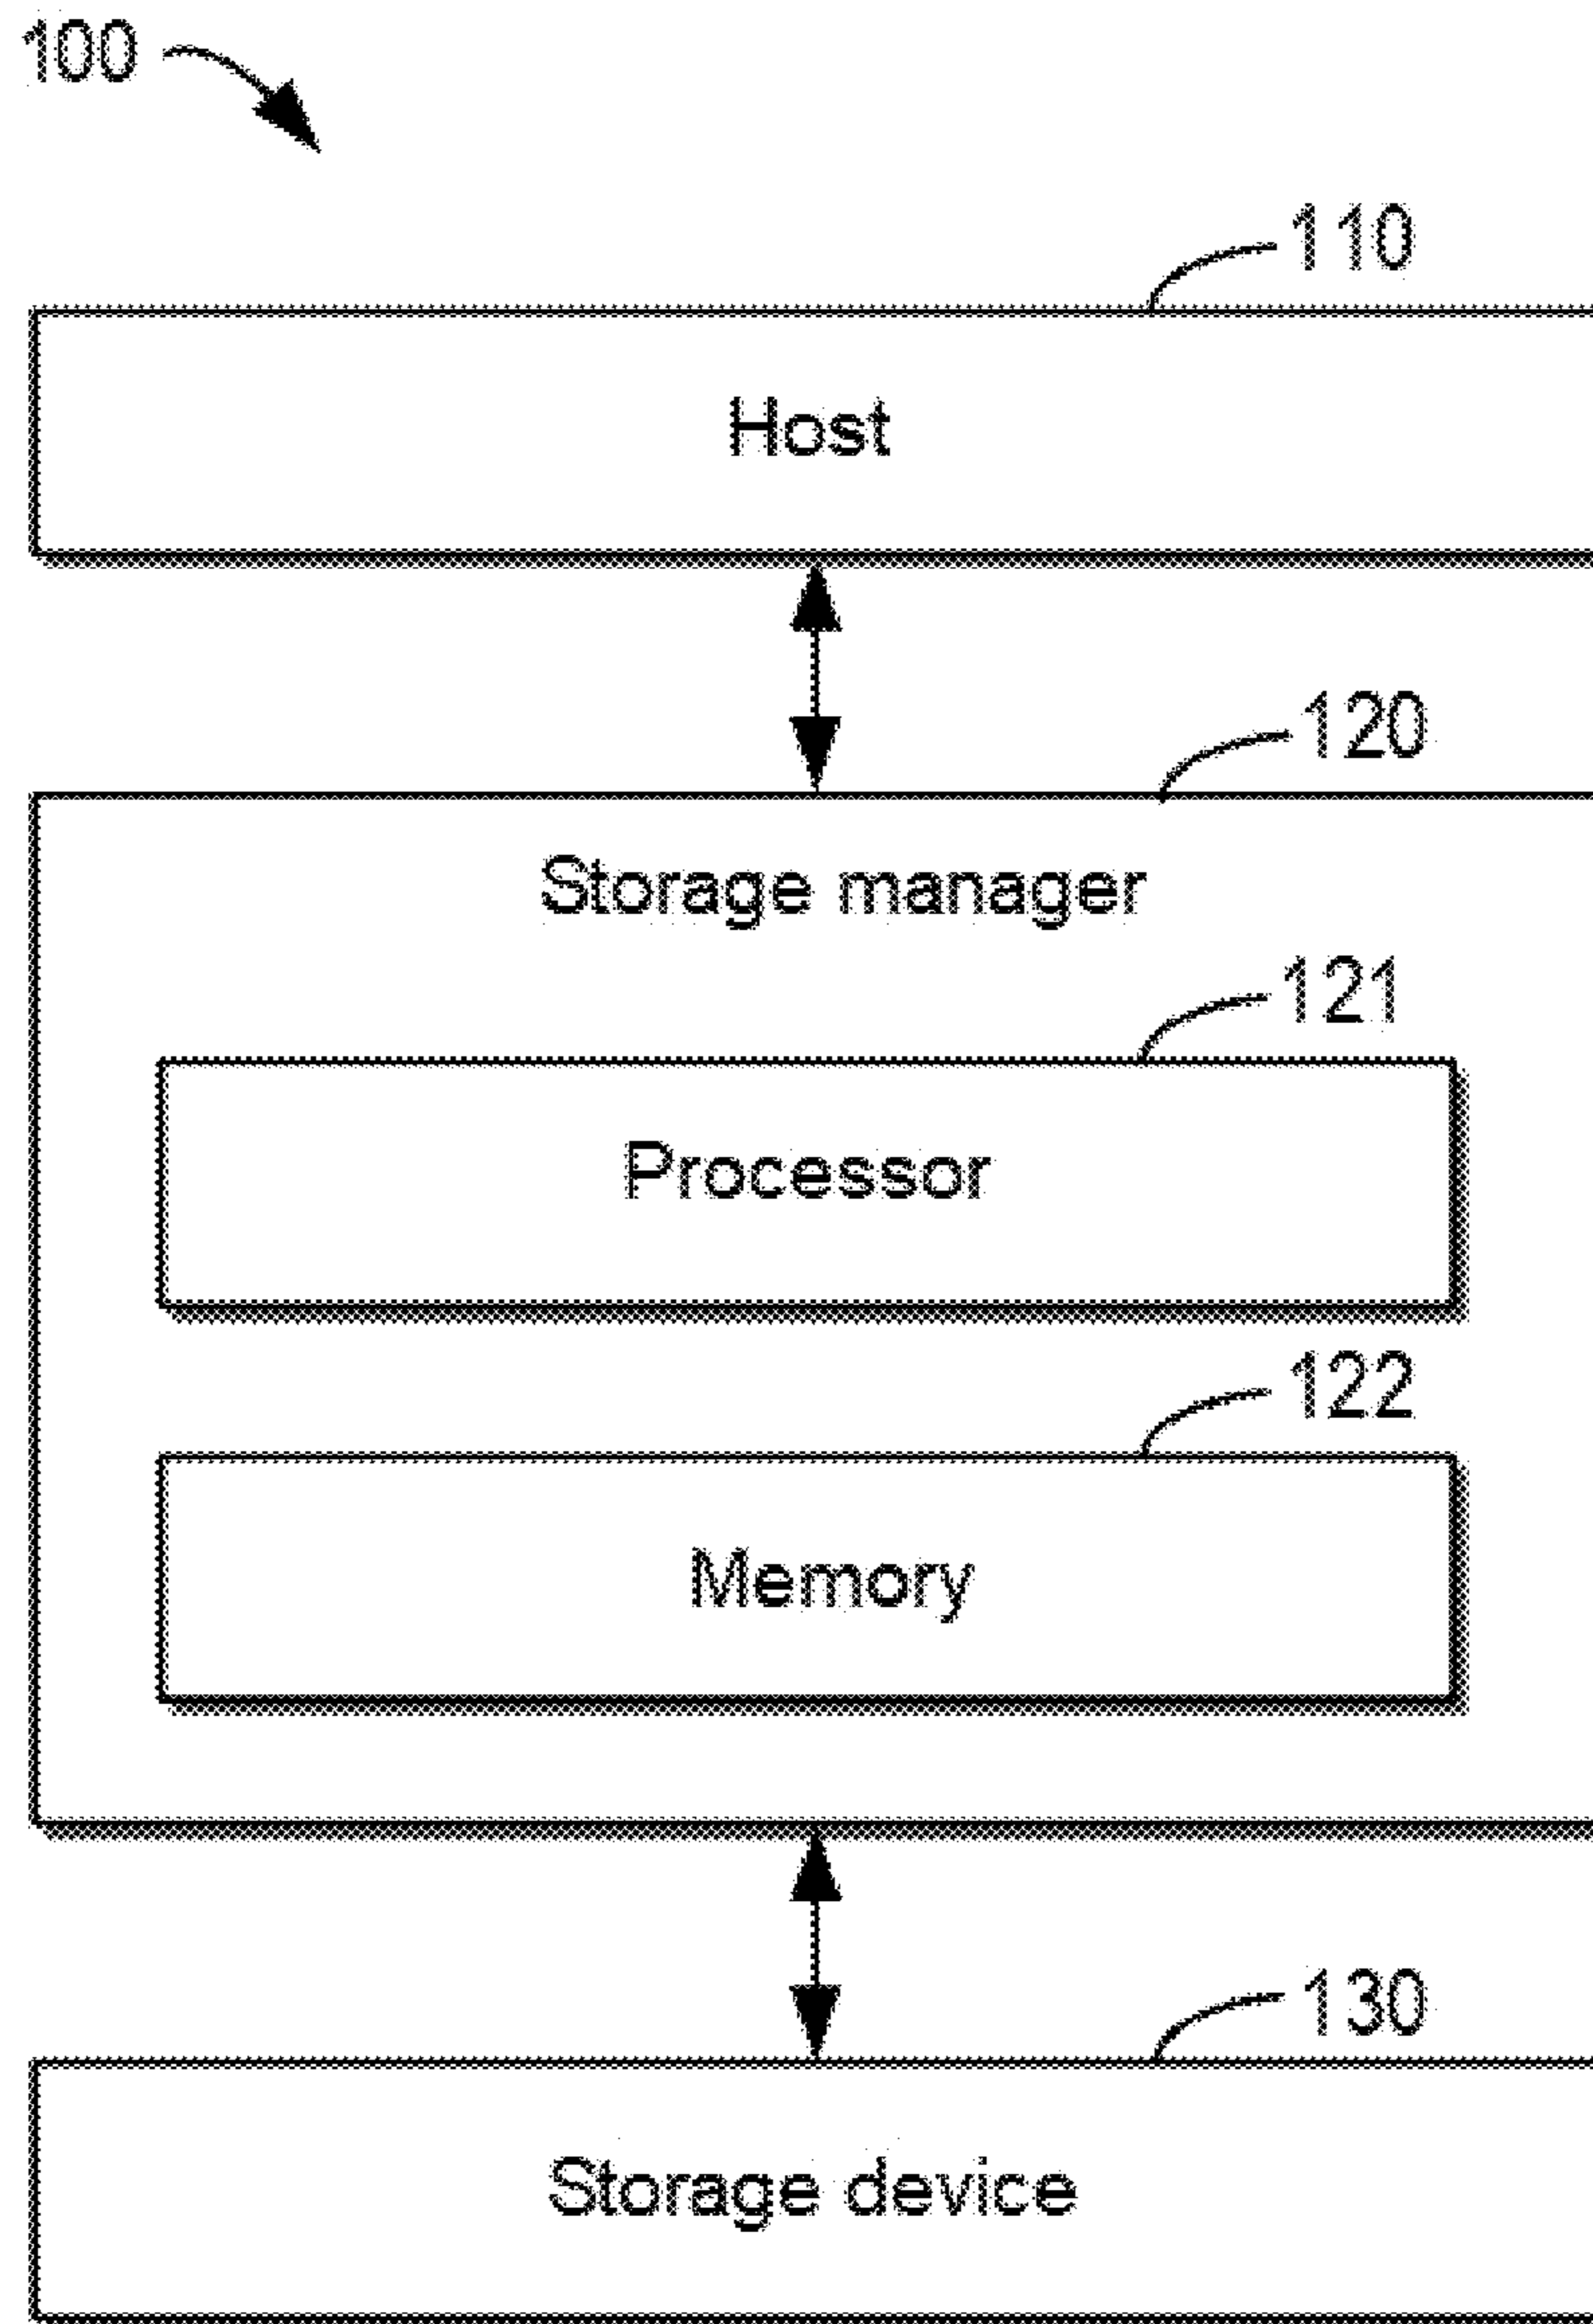 100
110
Host
120
Storage manager
121
Processor
122
Memory
130
Storage device